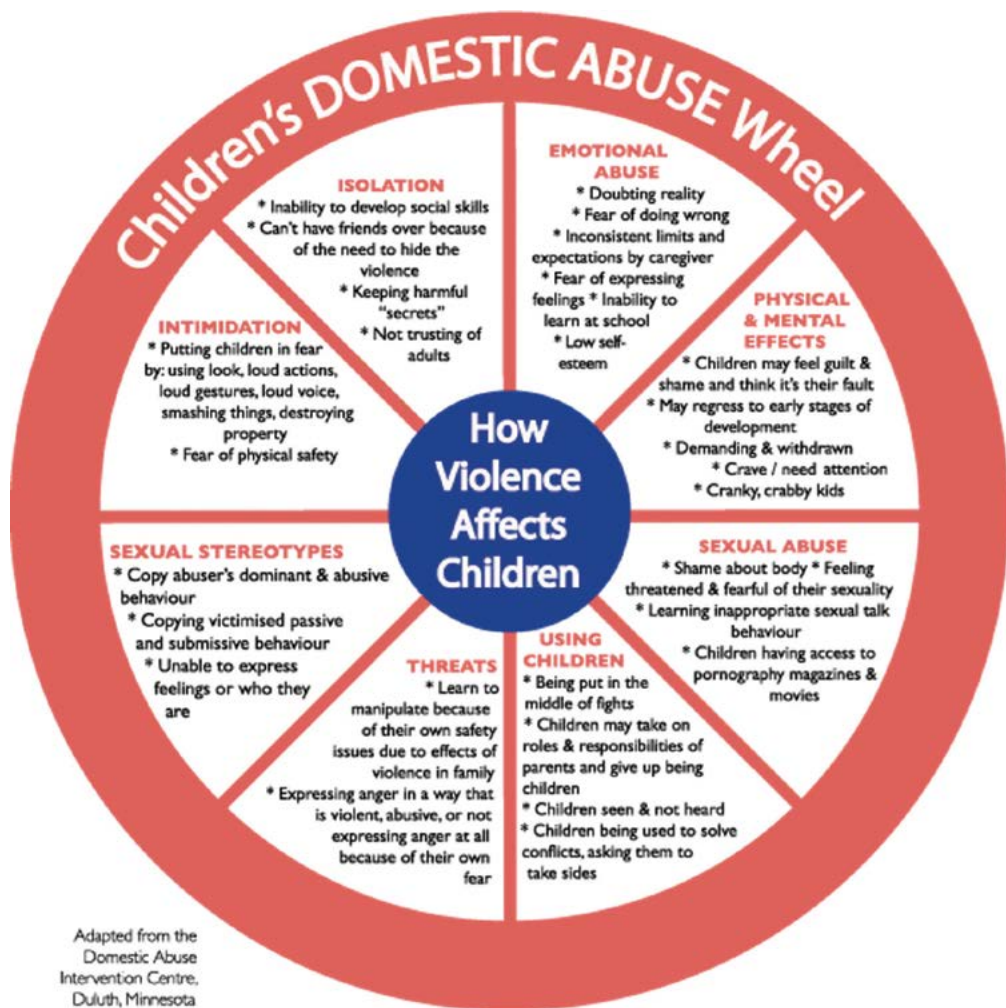 Children's DOMESTIC ABUSE Wheel
ISOLATION
* Inability to develop social skills
* Can't have friends over because
of the need to hide the
violence
* Keeping harmful
"secrets"
* Not trusting of
adults
EMOTIONAL
ABUSE
* Doubting reality
* Fear of doing wrong
* Inconsistent limits and
expectations by caregiver
* Fear of expressing
feelings * Inability to
learn at school
* Low self-
esteem
INTIMIDATION
* Putting children in fear
by: using look, loud actions,
loud gestures, loud voice,
smashing things, destroying
property
* Fear of physical safety
PHYSICAL
& MENTAL
EFFECTS
* Children may feel guilt &
shame and think it's their fault
* May regress to early stages of
development
* Demanding & withdrawn
* Crave / need attention
* Cranky, crabby kids
How
Violence
Affects
Children
SEXUAL STEREOTYPES
* Copy abuser's dominant & abusive
behaviour
* Copying victimised passive
and submissive behaviour
* Unable to express
feelings or who they
are
SEXUAL ABUSE
* Shame about body * Feeling
threatened & fearful of their sexuality
* Learning inappropriate sexual talk
behaviour
* Children having access to
pornography magazines &
movies
THREATS
* Learn to
manipulate because
of their own safety
issues due to effects of
violence in family
* Expressing anger in a way that
is violent, abusive, or not
expressing anger at all
because of their own
fear
USING
CHILDREN
* Being put in the
middle of fights
* Children may take on
roles & responsibilities of
parents and give up being
children
* Children seen & not heard
* Children being used to solve
conflicts, asking them to
take sides
Adapted from the
Domestic Abuse
Intervention Centre,
Duluth, Minnesota